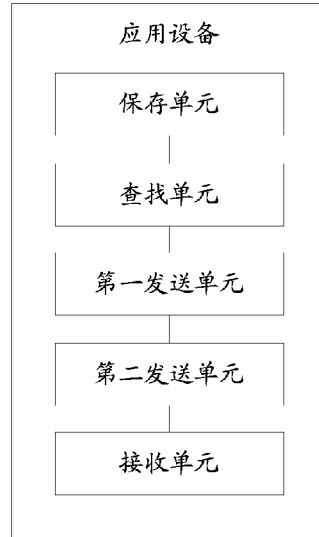 应用设备
保存单元
查找单元
第一发送单元
第二发送单元
接收单元